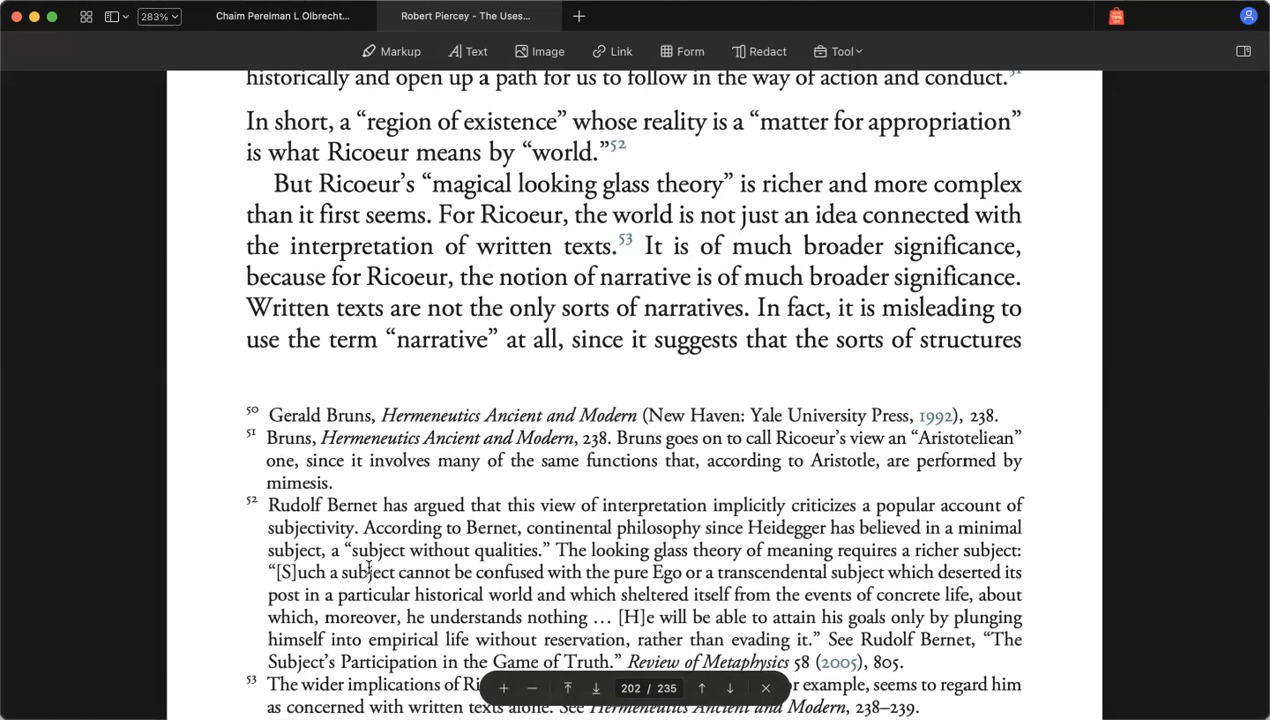 283%
Chaim Perelman L Olbrecht...
Robert Piercey - The Uses...
Markup
Text
Image
Link
Form
Redact
Tool
historically and open up a path for us to follow in the way of action and conduct.⁵¹
In short, a “region of existence” whose reality is a “matter for appropriation”
is what Ricoeur means by “world.”⁵²
But Ricoeur’s “magical looking glass theory” is richer and more complex
than it first seems. For Ricoeur, the world is not just an idea connected with
the interpretation of written texts.⁵³ It is of much broader significance,
because for Ricoeur, the notion of narrative is of much broader significance.
Written texts are not the only sorts of narratives. In fact, it is misleading to
use the term “narrative” at all, since it suggests that the sorts of structures
⁵⁰ Gerald Bruns, Hermeneutics Ancient and Modern (New Haven: Yale University Press, 1992), 238.
⁵¹ Bruns, Hermeneutics Ancient and Modern, 238. Bruns goes on to call Ricoeur’s view an “Aristoteliean”
one, since it involves many of the same functions that, according to Aristotle, are performed by
mimesis.
⁵² Rudolf Bernet has argued that this view of interpretation implicitly criticizes a popular account of
subjectivity. According to Bernet, continental philosophy since Heidegger has believed in a minimal
subject, a “subject without qualities.” The looking glass theory of meaning requires a richer subject:
“[S]uch a subject cannot be confused with the pure Ego or a transcendental subject which deserted its
post in a particular historical world and which sheltered itself from the events of concrete life, about
which, moreover, he understands nothing … [H]e will be able to attain his goals only by plunging
himself into empirical life without reservation, rather than evading it.” See Rudolf Bernet, “The
Subject’s Participation in the Game of Truth.” Review of Metaphysics 58 (2005), 805.
⁵³ The wider implications of Ri or example, seems to regard him
as concerned with written texts alone. See Hermeneutics Ancient and Modern, 238–239.
202 / 235